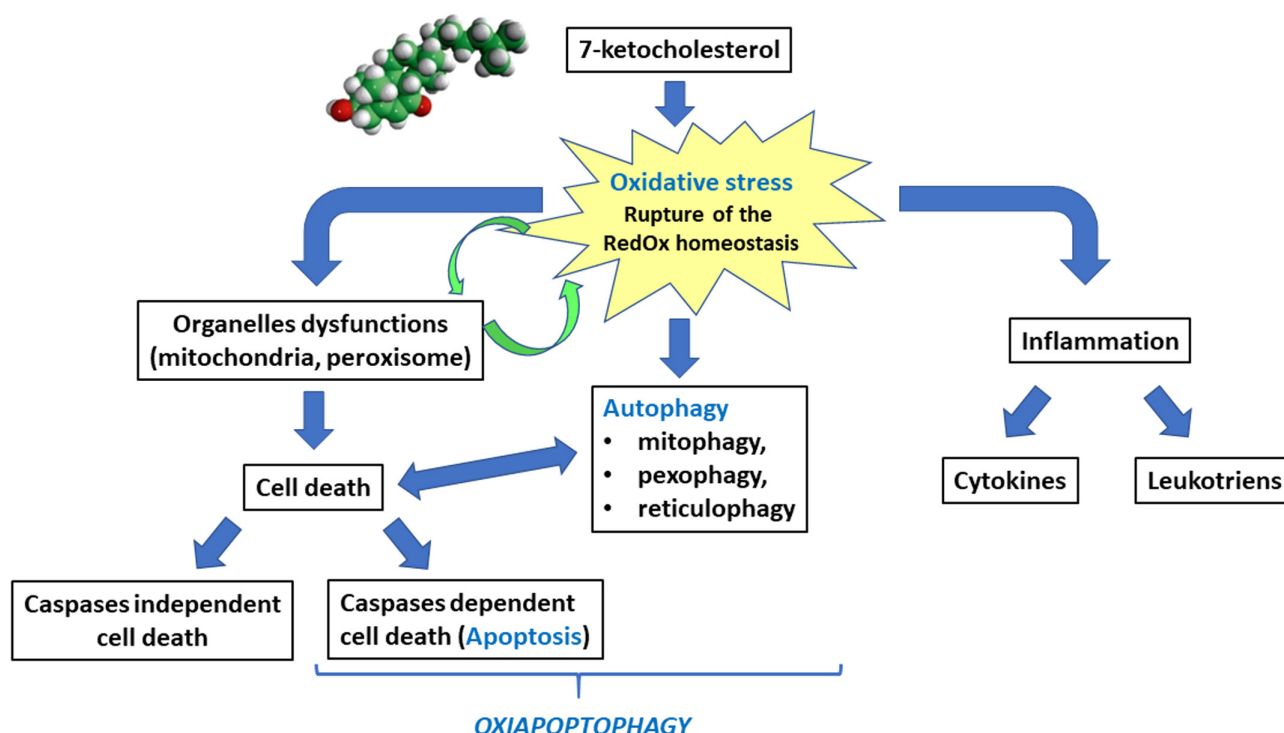 7-ketocholesterol
Oxidative stress
Rupture of the
RedOx homeostasis
Organelles dysfunctions
(mitochondria, peroxisome)
Inflammation
Autophagy
• mitophagy,
• pexophagy,
• reticulophagy
Cell death
Cytokines
Leukotriens
Caspases independent
cell death
Caspases dependent
cell death (Apoptosis)
OXIAPOPTOPHAGY